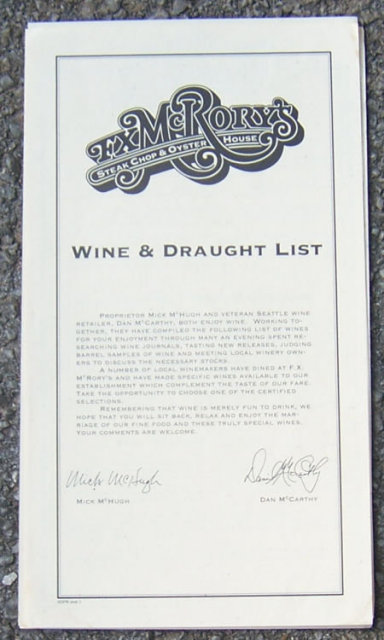 F.X. McRory's
Steak Chop & Oyster House
Wine & Draught List
Proprietor Mick McHugh and veteran Seattle wine
retailer, Dan McCarthy, both enjoy wine. Working to-
gether, they have compiled the following list of wines
for your enjoyment through many an evening spent re-
searching wine journals, tasting new releases, judging
barrel samples of wine and meeting local winery own-
ers to discuss the necessary stocks.
A number of local winemakers have dined at F.X.
McRory's and have made specific wines available to our
establishment which complement the taste of our fare.
Take the opportunity to choose one of the certified
selections.
Remembering that wine is merely fun to drink, we
hope that you will sit back, relax and enjoy the mar-
riage of our fine food and these truly special wines.
Your comments are welcome.
Mick McHugh Dan McCarthy
Mick McHugh Dan McCarthy